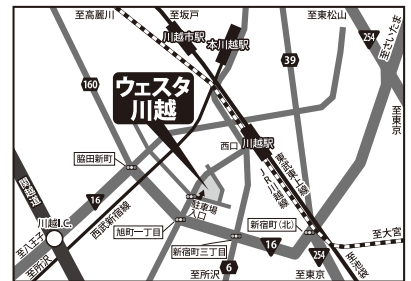 至高麗川
至坂戸
至東松山
川越市駅
本川越駅
254
至さいたま
39
160
ウェスタ
川越
至東京
西口
川越駅
脇田新町
東武東上線
JR川越線
関越道
16
駐車場
入口
川越I.C.
西武新宿線
旭町一丁目
新宿町(北)
至大宮
至八王子
新宿町三丁目
16
254
至所沢
至所沢
6
至東京
至池袋